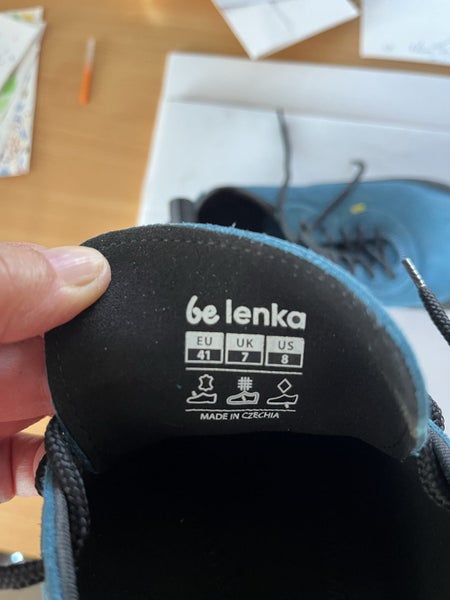 be lenka
EU UK US
41 7 8
MADE IN CZECHIA